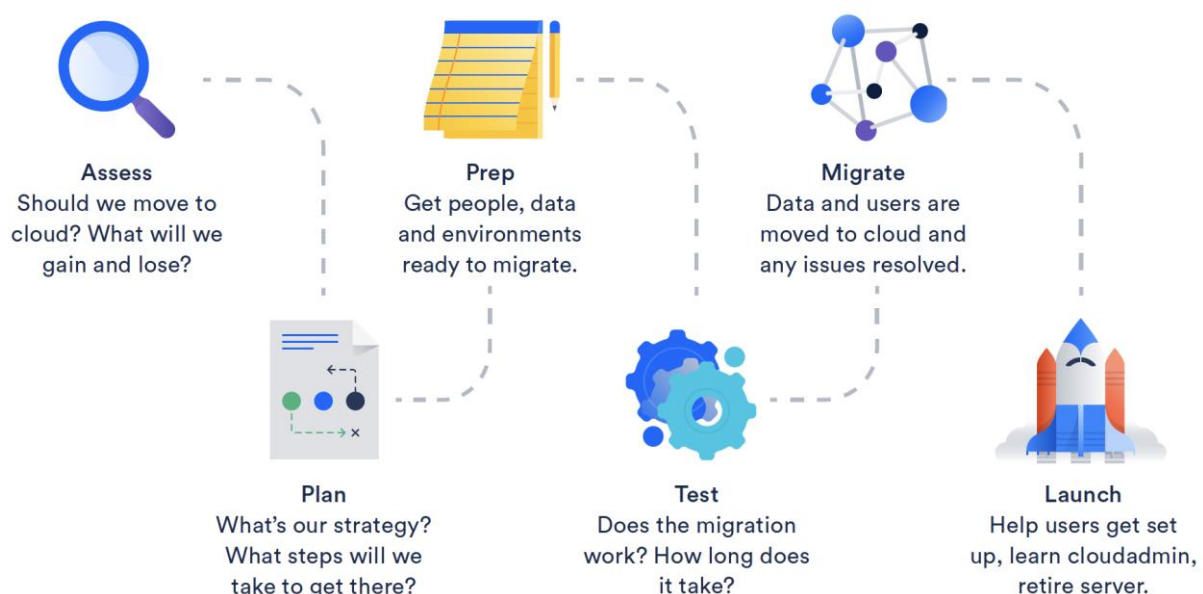 Assess
Should we move to
cloud? What will we
gain and lose?
Plan
What's our strategy?
What steps will we
take to get there?
Prep
Get people, data
and environments
ready to migrate.
Test
Does the migration
work? How long does
it take?
Migrate
Data and users are
moved to cloud and
any issues resolved.
Launch
Help users get set
up, learn cloudadmin,
retire server.